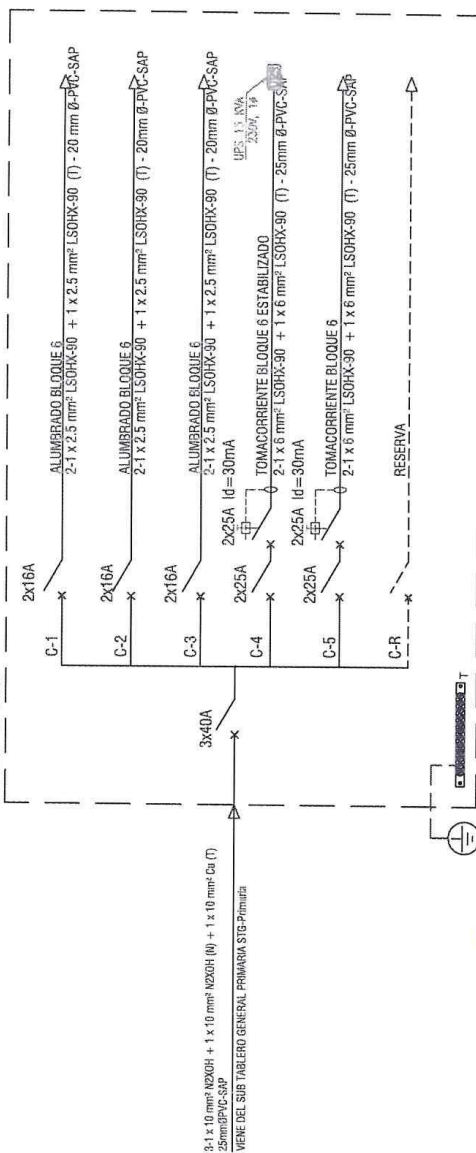 3-1 x 10 mm² N2XOH + 1 x 10 mm² N2XOH (N) + 1 x 10 mm² Cu (T)
25mmØPVC-SAP
VIENE DEL SUB TABLERO GENERAL PRIMARIA STG-Primaria
3x40A
C-1
2x16A
ALUMBRADO BLOQUE 6
2-1 x 2.5 mm² LSOHX-90 + 1 x 2.5 mm² LSOHX-90 (T) - 20 mm Ø-PVC-SAP
C-2
2x16A
ALUMBRADO BLOQUE 6
2-1 x 2.5 mm² LSOHX-90 + 1 x 2.5 mm² LSOHX-90 (T) - 20mm Ø-PVC-SAP
C-3
2x16A
ALUMBRADO BLOQUE 6
2-1 x 2.5 mm² LSOHX-90 + 1 x 2.5 mm² LSOHX-90 (T) - 20mm Ø-PVC-SAP
C-4
2x25A
2x25A Id=30mA
TOMACORRIENTE BLOQUE 6 ESTABILIZADO
2-1 x 6 mm² LSOHX-90 + 1 x 6 mm² LSOHX-90 (T) - 25mm Ø-PVC-SAP
UPS 15 KVA
230V, 1Ø
UPS
C-5
2x25A
2x25A Id=30mA
TOMACORRIENTE BLOQUE 6
2-1 x 6 mm² LSOHX-90 + 1 x 6 mm² LSOHX-90 (T) - 25mm Ø-PVC-SAP
C-R
RESERVA
T